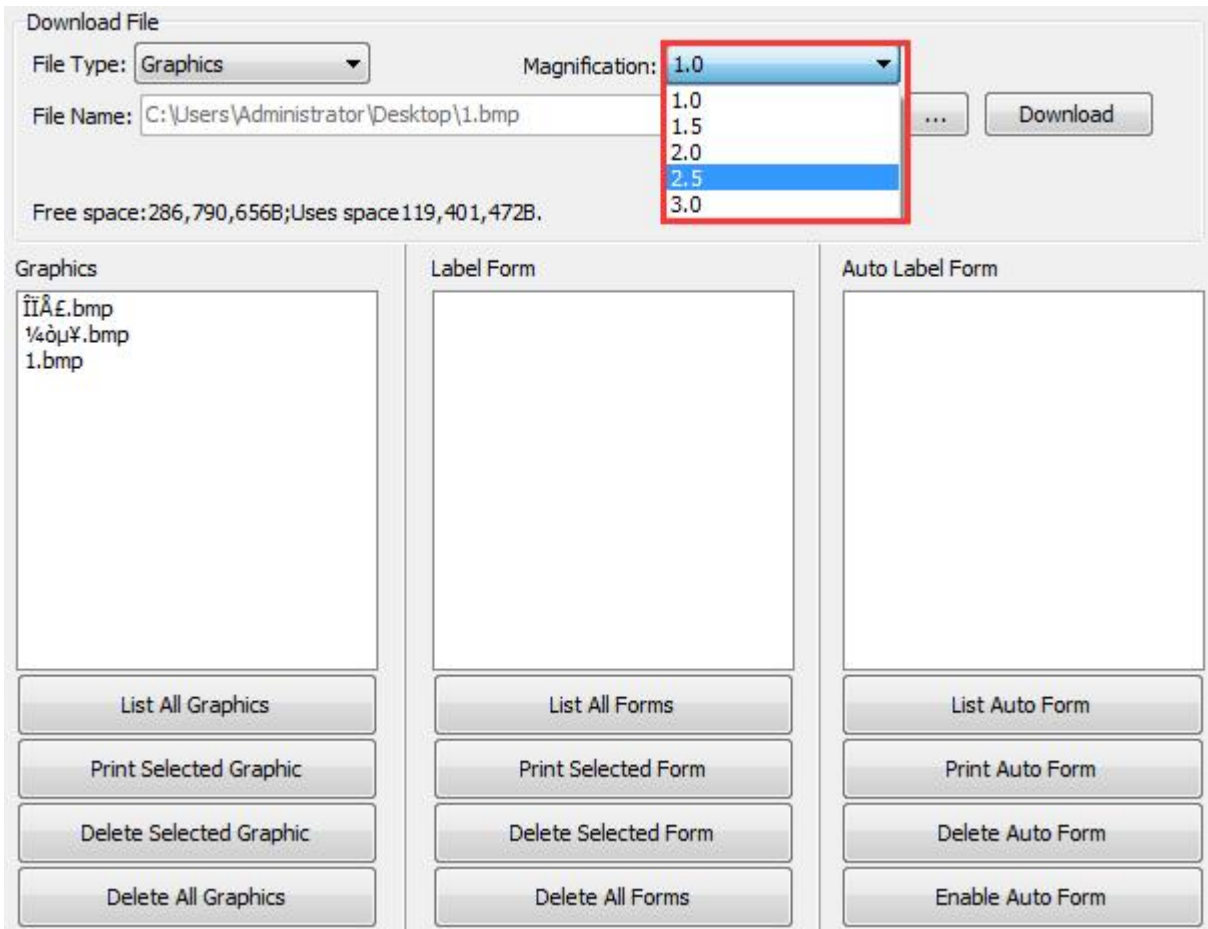 Download File
File Type: Graphics Magnification: 1.0
1.0
1.5
2.0
2.5
3.0
File Name: C:\Users\Administrator\Desktop\1.bmp ... Download
Free space:286,790,656B;Uses space119,401,472B.
Graphics
ÎÏÅ£.bmp
¼òµ¥.bmp
1.bmp
List All Graphics
Print Selected Graphic
Delete Selected Graphic
Delete All Graphics
Label Form
List All Forms
Print Selected Form
Delete Selected Form
Delete All Forms
Auto Label Form
List Auto Form
Print Auto Form
Delete Auto Form
Enable Auto Form